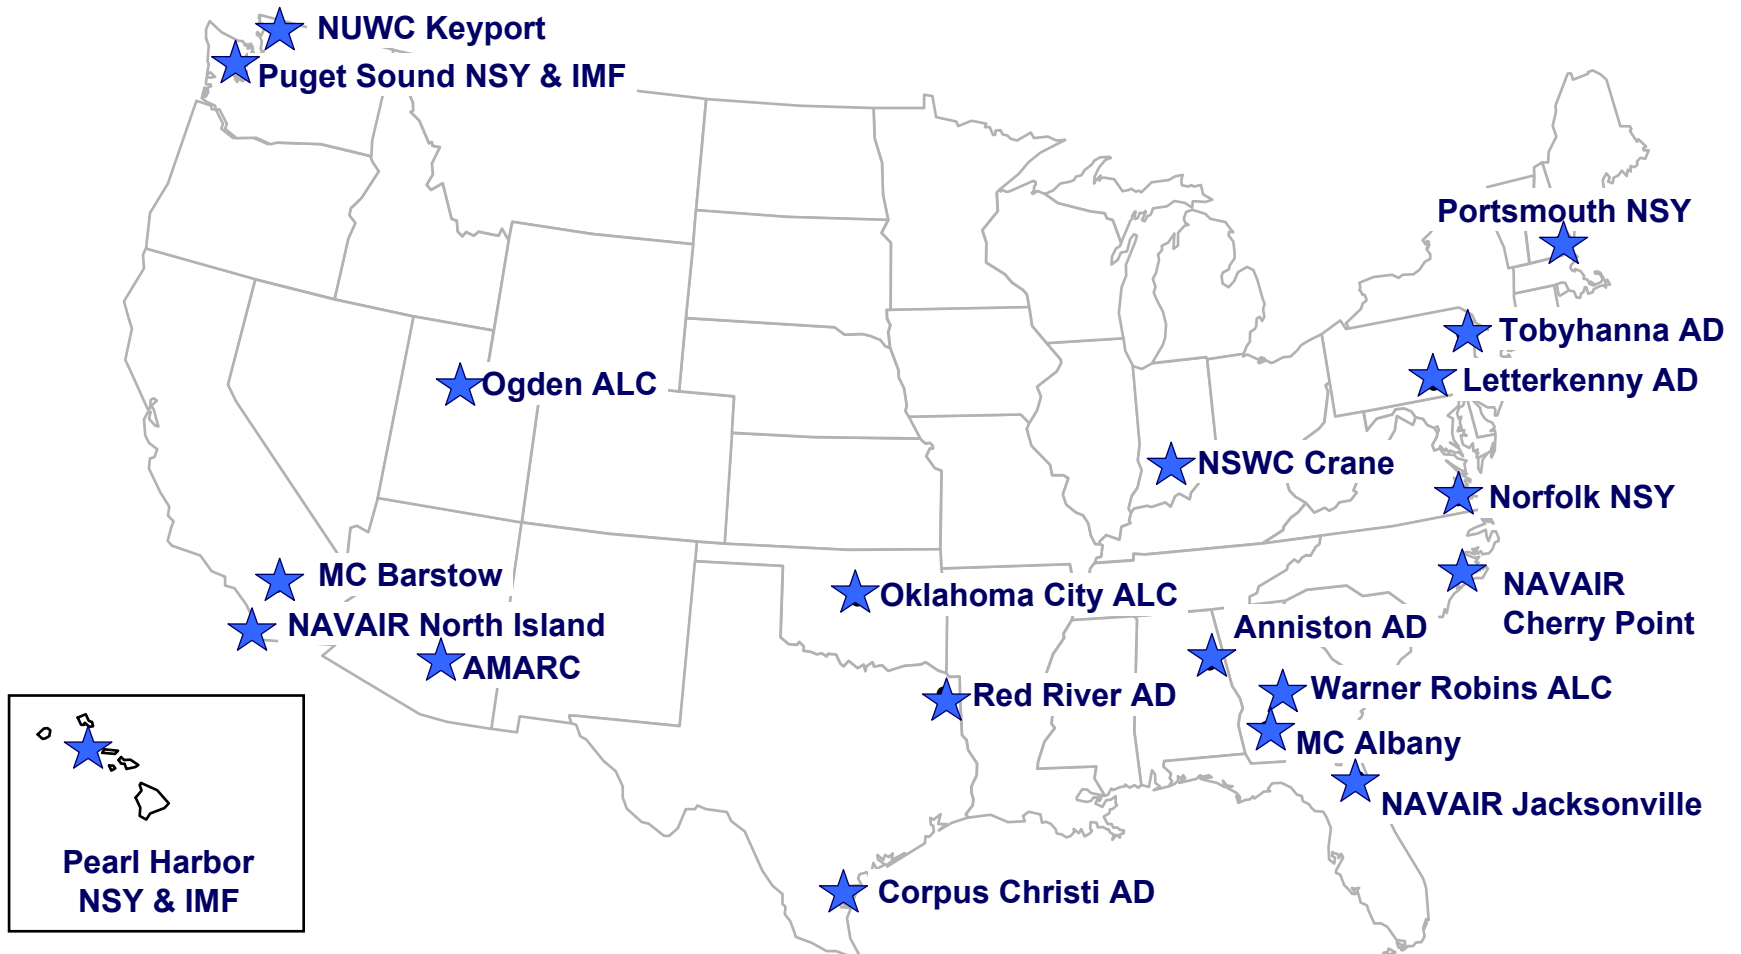 NUWC Keyport
Puget Sound NSY & IMF
Portsmouth NSY
Tobyhanna AD
Letterkenny AD
Ogden ALC
NSWC Crane
Norfolk NSY
MC Barstow
Oklahoma City ALC
NAVAIR
Cherry Point
NAVAIR North Island
Anniston AD
AMARC
Red River AD
Warner Robins ALC
MC Albany
NAVAIR Jacksonville
Pearl Harbor
NSY & IMF
Corpus Christi AD